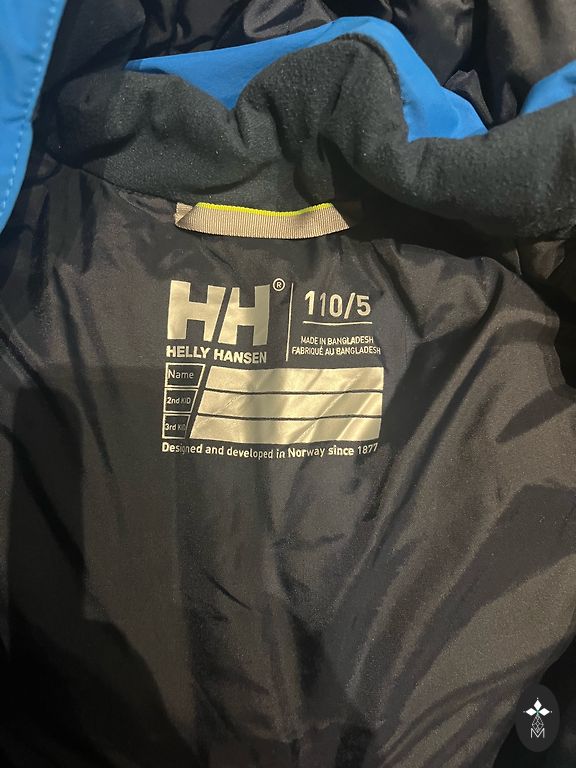 HH®
HELLY HANSEN
110/5
MADE IN BANGLADESH
FABRIQUÉ AU BANGLADESH
Name
2nd KID
3rd KID
Designed and developed in Norway since 1877
M